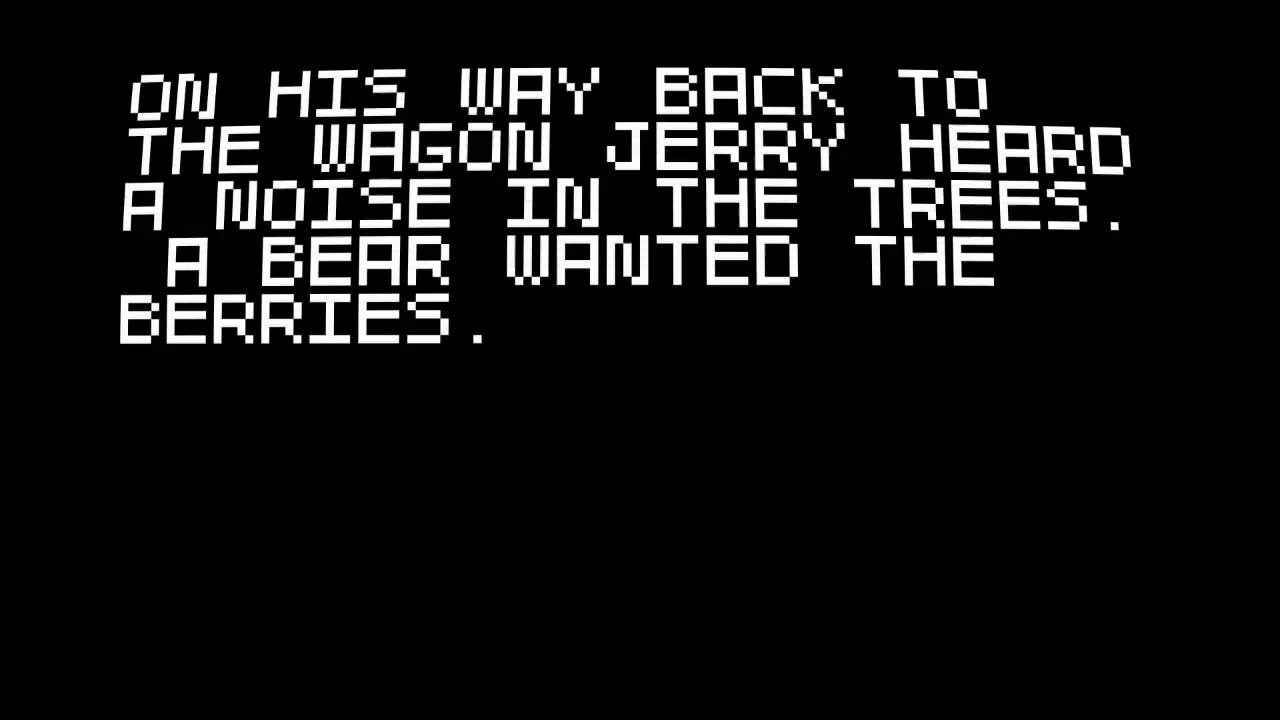 ON HIS WAY BACK TO
THE WAGON JERRY HEARD
A NOISE IN THE TREES.
A BEAR WANTED THE
BERRIES.